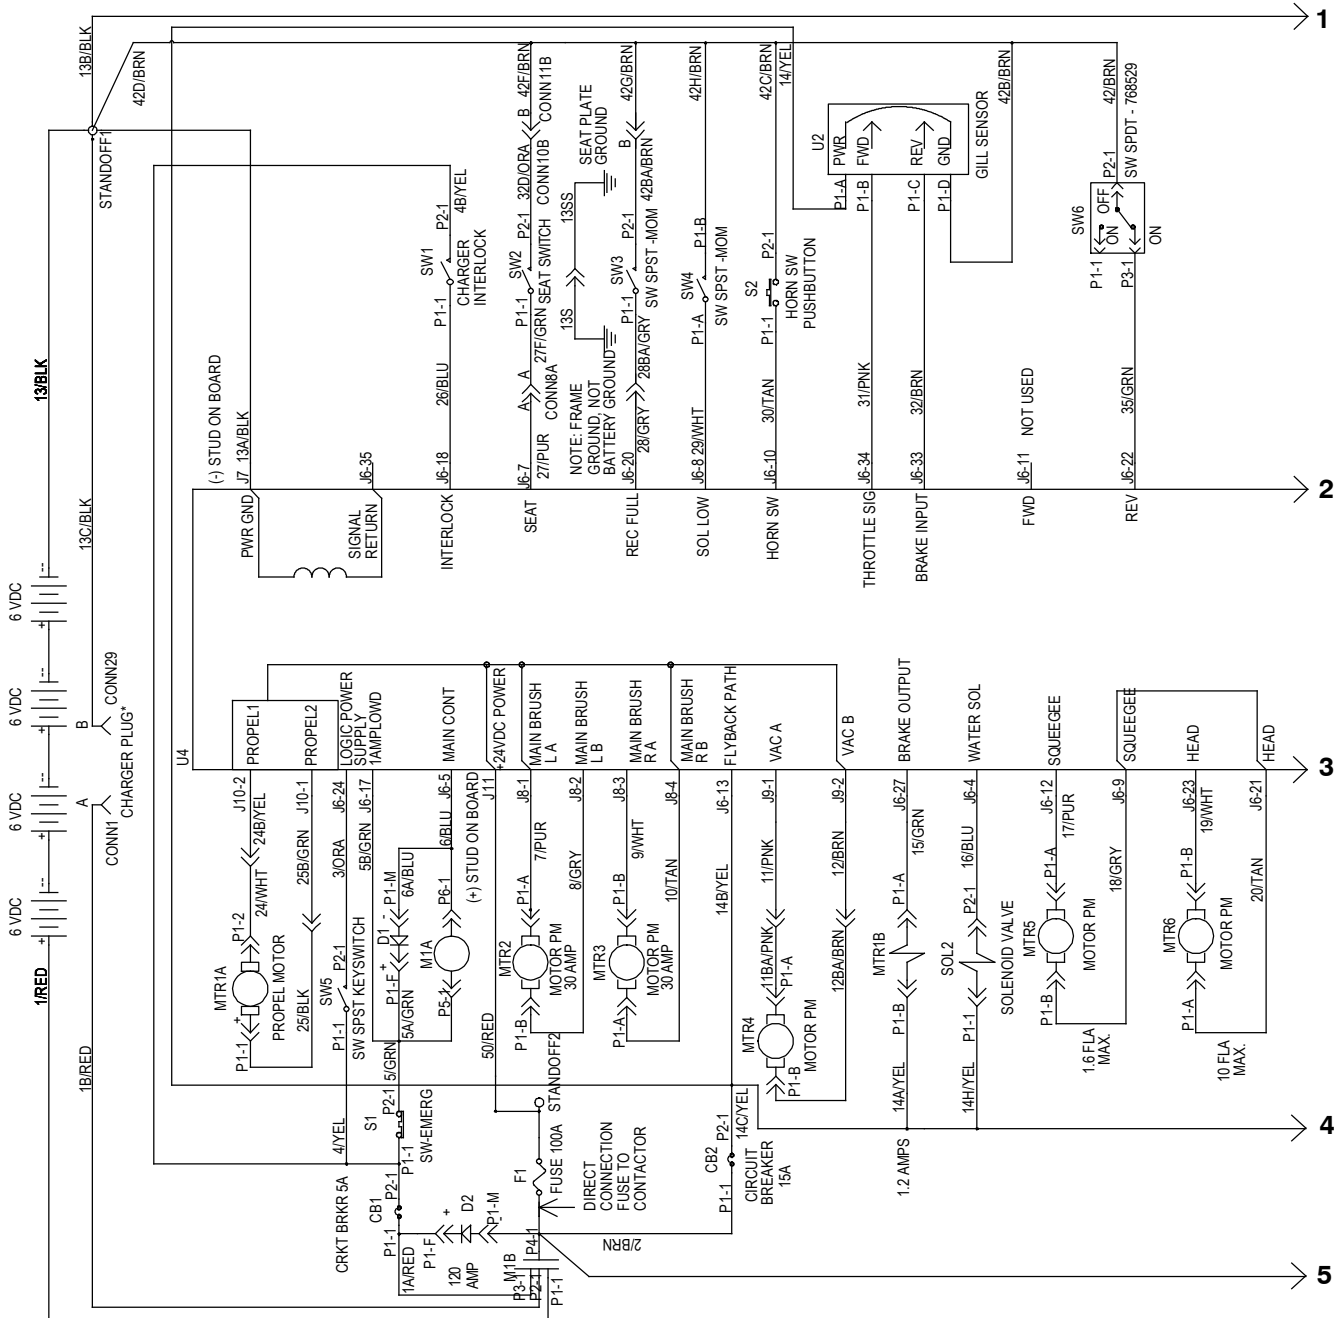 1
2
3
4
5
13B/BLK
42D/BRN
STANDOFF1
13/BLK
13C/BLK
(-) STUD ON BOARD
J7 13A/BLK
PWR GND
J6-35
SIGNAL
RETURN
4B/YEL
P2-1
SW1
CHARGER
INTERLOCK
P1-1
26/BLU
J6-18
INTERLOCK
42F/BRN
B
CONN11B
32D/ORA
CONN10B
P2-1
SW2
SEAT SWITCH
P1-1
27F/GRN
A
A
CONN8A
27/PUR
J6-7
SEAT
SEAT PLATE
GROUND
13SS
13S
NOTE: FRAME
GROUND, NOT
BATTERY GROUND
42G/BRN
B
42BA/BRN
P2-1
SW3
SW SPST -MOM
P1-1
28BA/GRY
28/GRY
J6-20
REC FULL
42H/BRN
P1-B
SW4
SW SPST -MOM
P1-A
29/WHT
J6-8
SOL LOW
42C/BRN
14/YEL
P2-1
S2
HORN SW
PUSHBUTTON
P1-1
30/TAN
J6-10
HORN SW
U2
PWR
FWD
REV
GND
GILL SENSOR
P1-A
P1-B
P1-C
P1-D
31/PNK
J6-34
THROTTLE SIG
32/BRN
J6-33
BRAKE INPUT
42B/BRN
NOT USED
J6-11
FWD
42/BRN
P2-1
SW SPDT - 768529
SW6
OFF
ON
ON
P1-1
P3-1
35/GRN
J6-22
REV
6 VDC
+
--
6 VDC
+
--
6 VDC
+
--
6 VDC
+
--
B
CONN29
CHARGER PLUG*
A
CONN1
1/RED
1B/RED
U4
PROPEL1
PROPEL2
LOGIC POWER
SUPPLY
1AMPLOWD
MAIN CONT
+24VDC POWER
MAIN BRUSH
L A
MAIN BRUSH
L B
MAIN BRUSH
R A
MAIN BRUSH
R B
FLYBACK PATH
VAC A
VAC B
BRAKE OUTPUT
WATER SOL
SQUEEGEE
SQUEEGEE
HEAD
HEAD
J10-2
24B/YEL
24/WHT
P1-2
MTR1A
PROPEL MOTOR
+
P1-1
25/BLK
25B/GRN
J10-1
J6-24
3/ORA
P2-1
SW5
SW SPST KEYSWITCH
P1-1
4/YEL
J6-17
5B/GRN
P1-M
6A/BLU
D1
-
+
P1-F
5A/GRN
5/GRN
J6-5
6/BLU
P6-1
M1A
P5-1
(+) STUD ON BOARD
J11
50/RED
J8-1
7/PUR
P1-A
MTR2
MOTOR PM
30 AMP
P1-B
8/GRY
J8-2
J8-3
9/WHT
P1-B
MTR3
MOTOR PM
30 AMP
P1-A
10/TAN
J8-4
J6-13
14B/YEL
J9-1
11/PNK
11BA/PNK
P1-A
MTR4
MOTOR PM
P1-B
12BA/BRN
12/BRN
J9-2
J6-27
15/GRN
P1-A
MTR1B
P1-B
14A/YEL
1.2 AMPS
J6-4
16/BLU
P2-1
SOL2
SOLENOID VALVE
P1-1
14H/YEL
J6-12
17/PUR
P1-A
MTR5
MOTOR PM
P1-B
1.6 FLA
MAX.
18/GRY
J6-9
J6-23
19/WHT
P1-B
MTR6
MOTOR PM
P1-A
10 FLA
MAX.
20/TAN
J6-21
P2-1
S1
SW-EMERG
P1-1
P2-1
CB1
CRKT BRKR 5A
P1-1
1A/RED
P1-F
+
D2
-
P1-M
120
AMP
STANDOFF2
F1
FUSE 100A
DIRECT
CONNECTION
FUSE TO
CONTACTOR
P4-1
M1B
P3-1
P2-1
P1-1
2/BRN
14C/YEL
P2-1
CB2
CIRCUIT
BREAKER
15A
P1-1